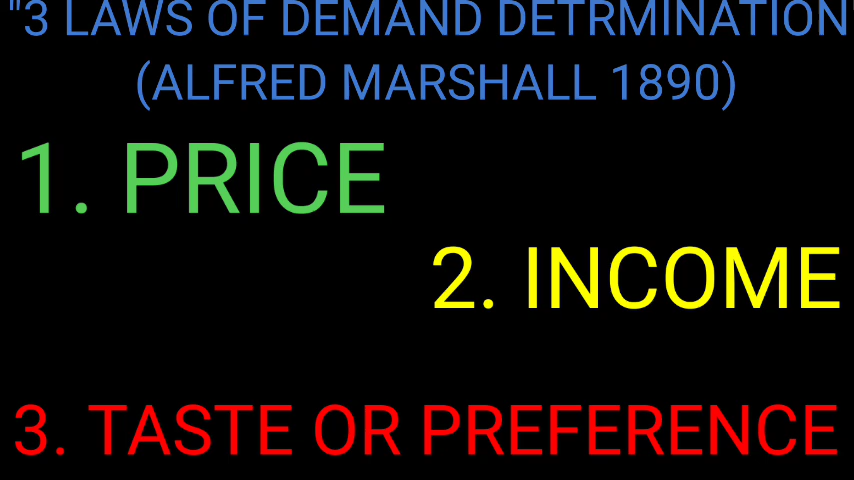 "3 LAWS OF DEMAND DETRMINATION"
(ALFRED MARSHALL 1890)
1. PRICE
2. INCOME
3. TASTE OR PREFERENCE